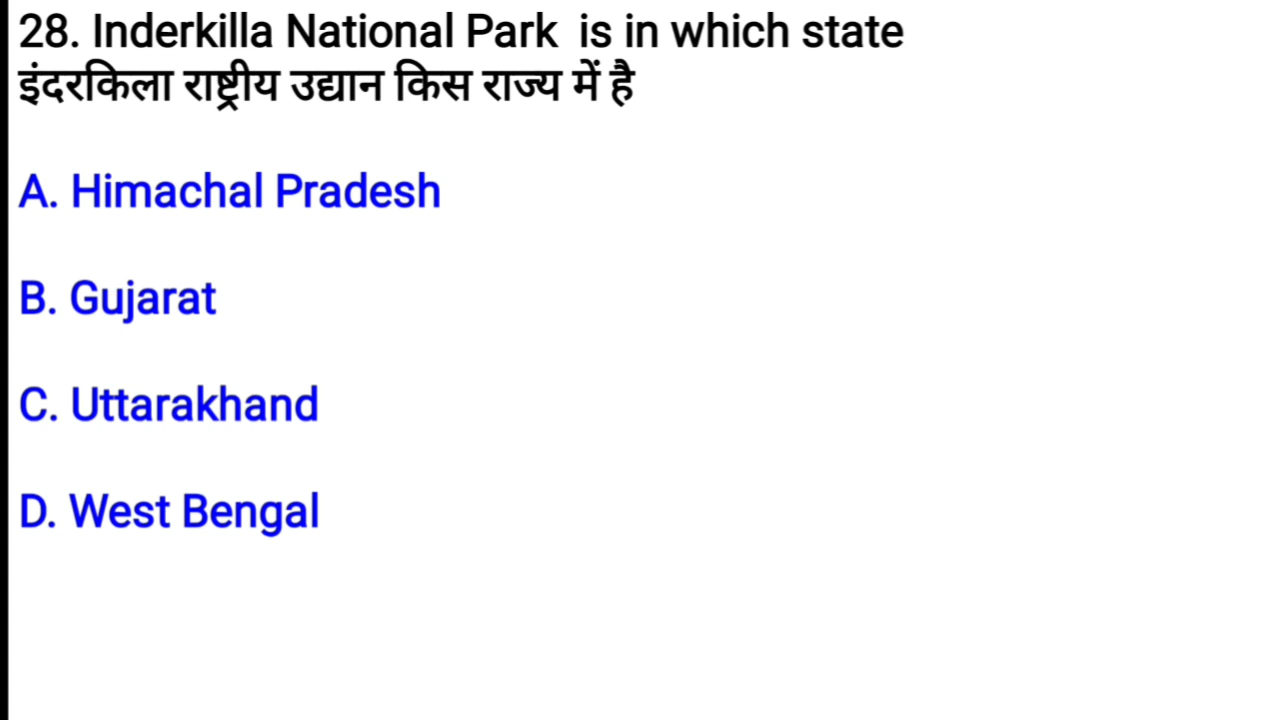 28. Inderkilla National Park is in which state
इंदरकिला राष्ट्रीय उद्यान किस राज्य में है
A. Himachal Pradesh
B. Gujarat
C. Uttarakhand
D. West Bengal